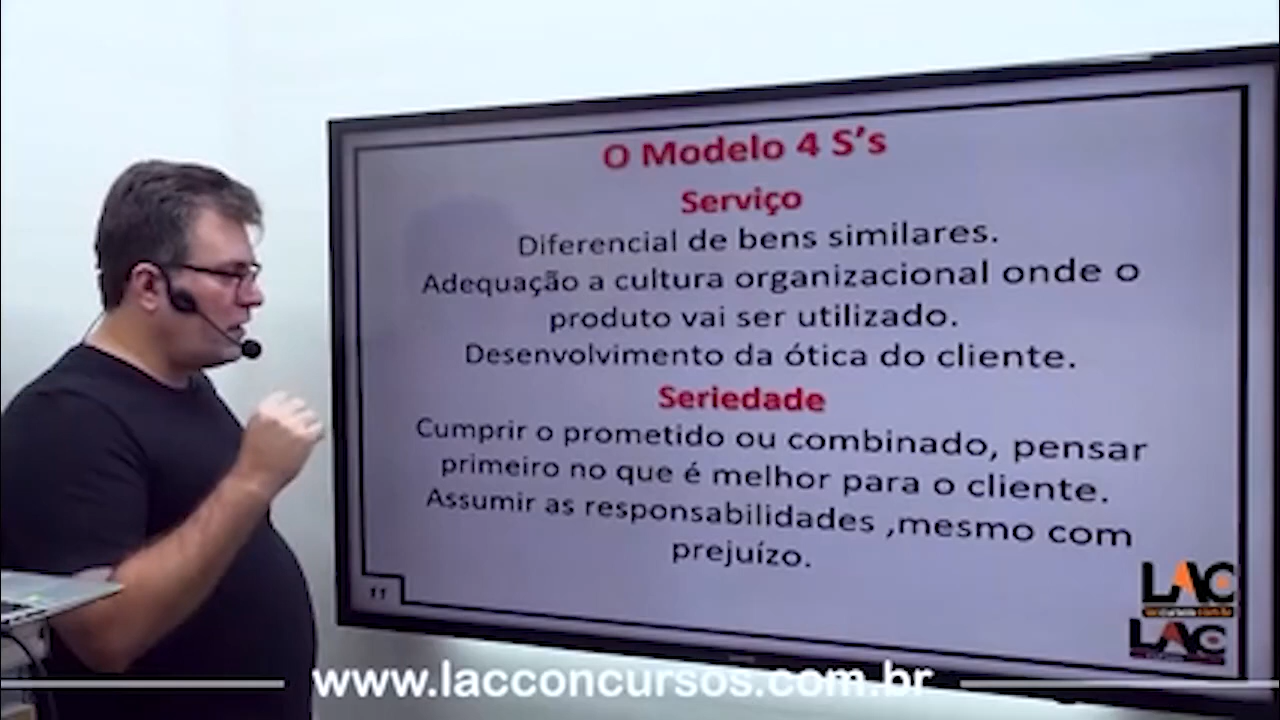 O Modelo 4 S's
Serviço
Diferencial de bens similares.
Adequação a cultura organizacional onde o
produto vai ser utilizado.
Desenvolvimento da ótica do cliente.
Seriedade
Cumprir o prometido ou combinado, pensar
primeiro no que é melhor para o cliente.
Assumir as responsabilidades ,mesmo com
prejuízo.
11
LAC
LAC
www.lacconcursos.com.br